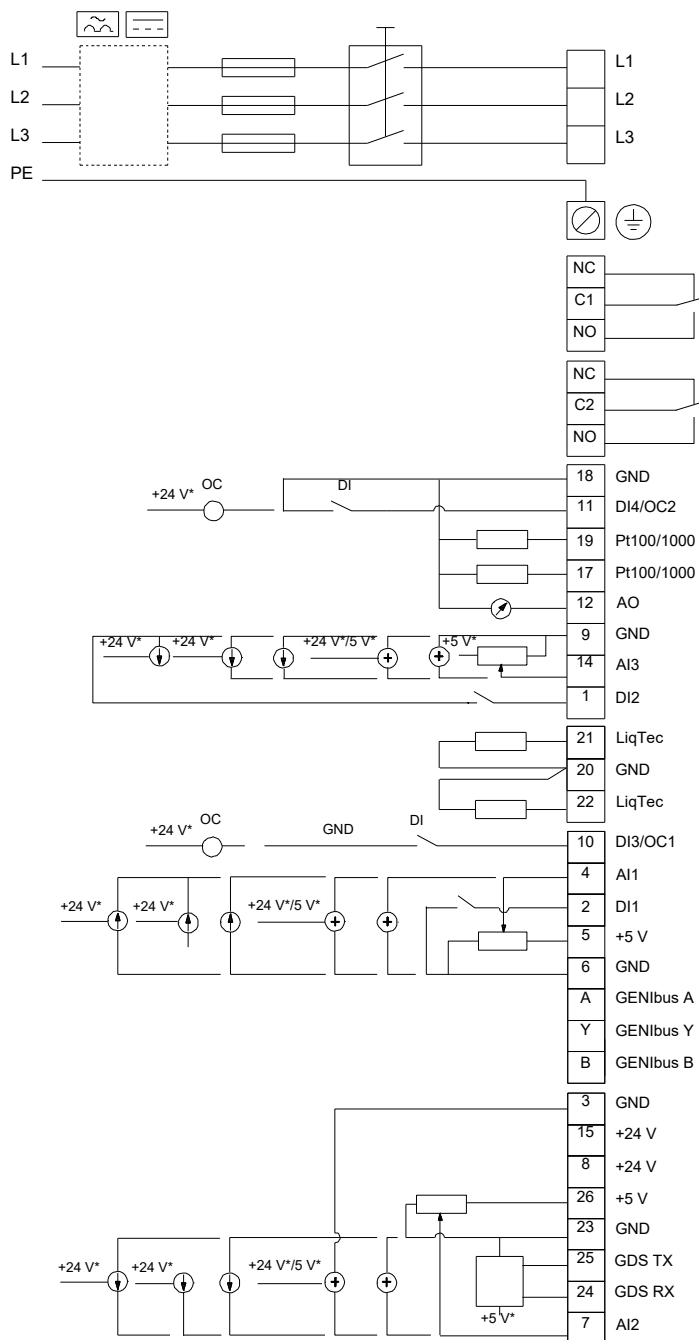 L1 L1
L2 L2
L3 L3
PE
NC
C1
NO
NC
C2
NO
18 GND
+24 V* OC DI 11 DI4/OC2
19 Pt100/1000
17 Pt100/1000
12 AO
9 GND
+24 V* +24 V* +24 V*/5 V* +5 V*
14 AI3
1 DI2
21 LiqTec
20 GND
22 LiqTec
+24 V* OC GND DI 10 DI3/OC1
4 AI1
2 DI1
+24 V* +24 V* +24 V*/5 V*
5 +5 V
6 GND
A GENIbus A
Y GENIbus Y
B GENIbus B
3 GND
15 +24 V
8 +24 V
26 +5 V
23 GND
25 GDS TX
+24 V* +24 V* +24 V*/5 V*
24 GDS RX
+5 V*
7 AI2